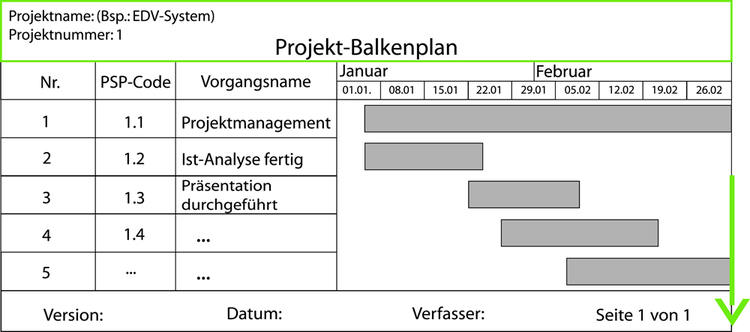 Projektname: (Bsp.: EDV-System)
Projektnummer: 1
Projekt-Balkenplan
Nr. PSP-Code Vorgangsname Januar Februar
01.01. 08.01 15.01 22.01 29.01 05.02 12.02 19.02 26.02
1 1.1 Projektmanagement
2 1.2 Ist-Analyse fertig
3 1.3 Präsentation
durchgeführt
4 1.4 ...
5 ... ...
Version: Datum: Verfasser: Seite 1 von 1